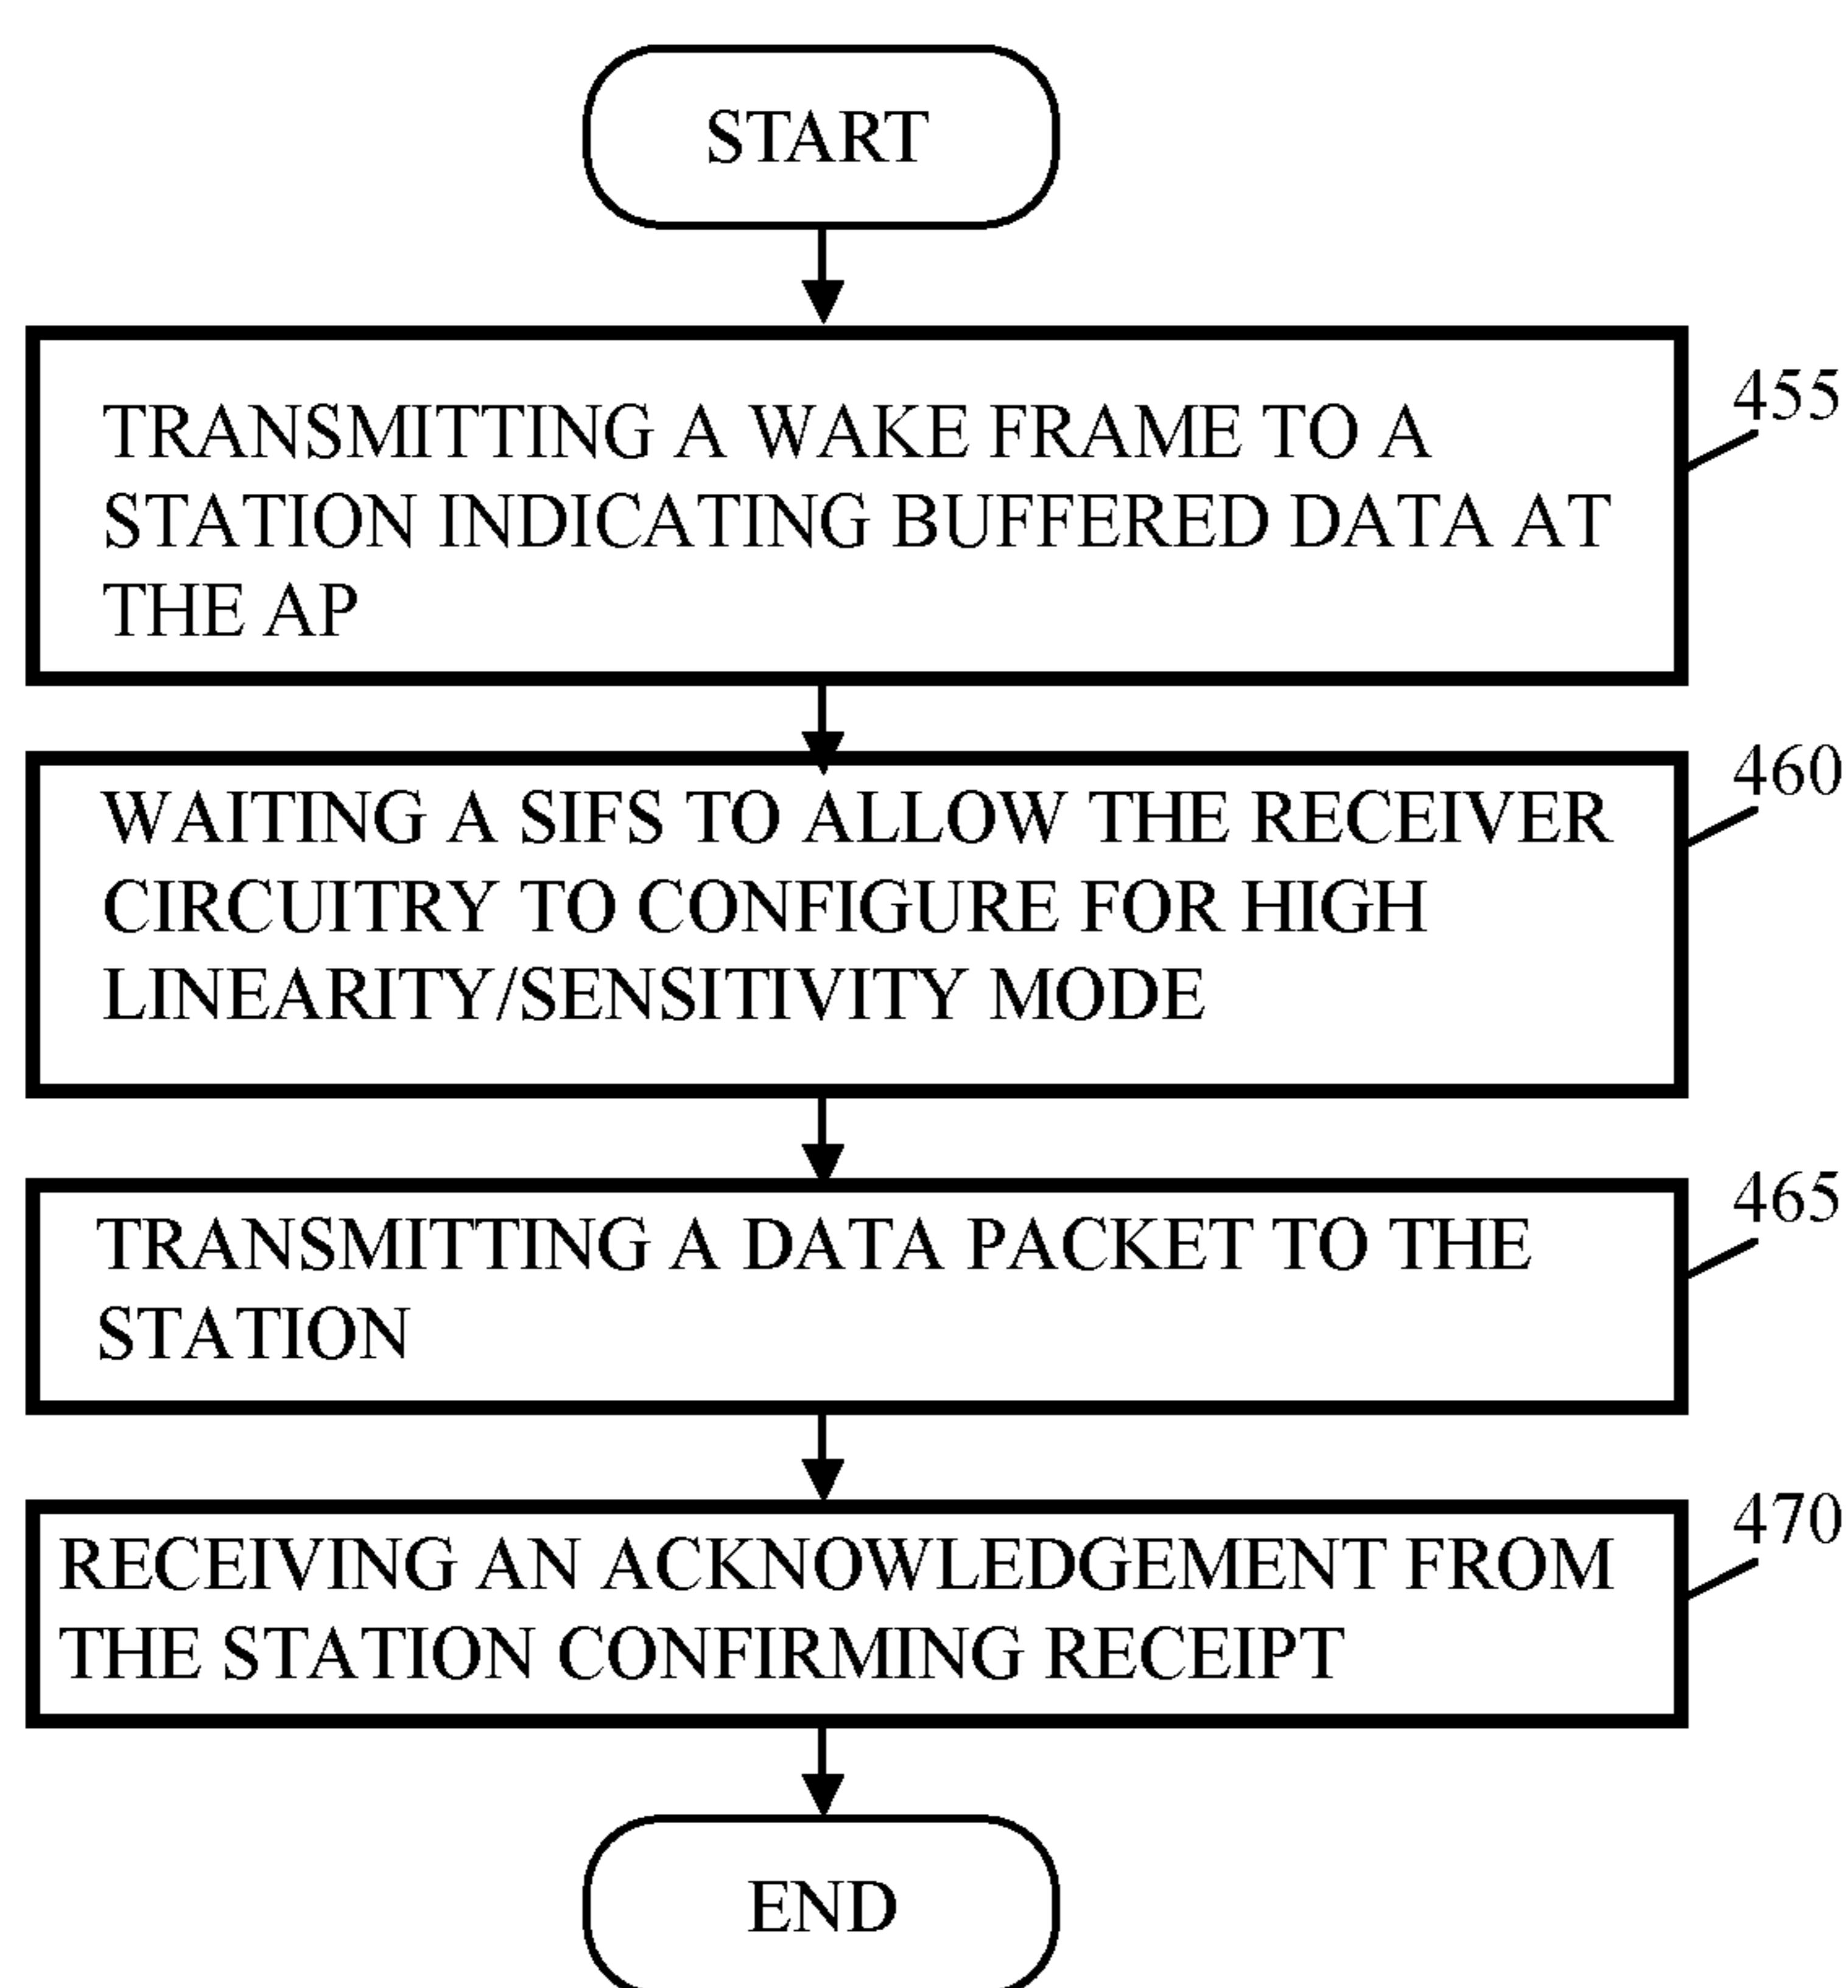 START
TRANSMITTING A WAKE FRAME TO A
455
STATION INDICATING BUFFERED DATA AT
THE AP
WAITING A SIFS TO ALLOW THE RECEIVER
460
CIRCUITRY TO CONFIGURE FOR HIGH
LINEARITY/SENSITIVITY MODE
TRANSMITTING A DATA PACKET TO THE
465
STATION
RECEIVING AN ACKNOWLEDGEMENT FROM
470
THE STATION CONFIRMING RECEIPT
END